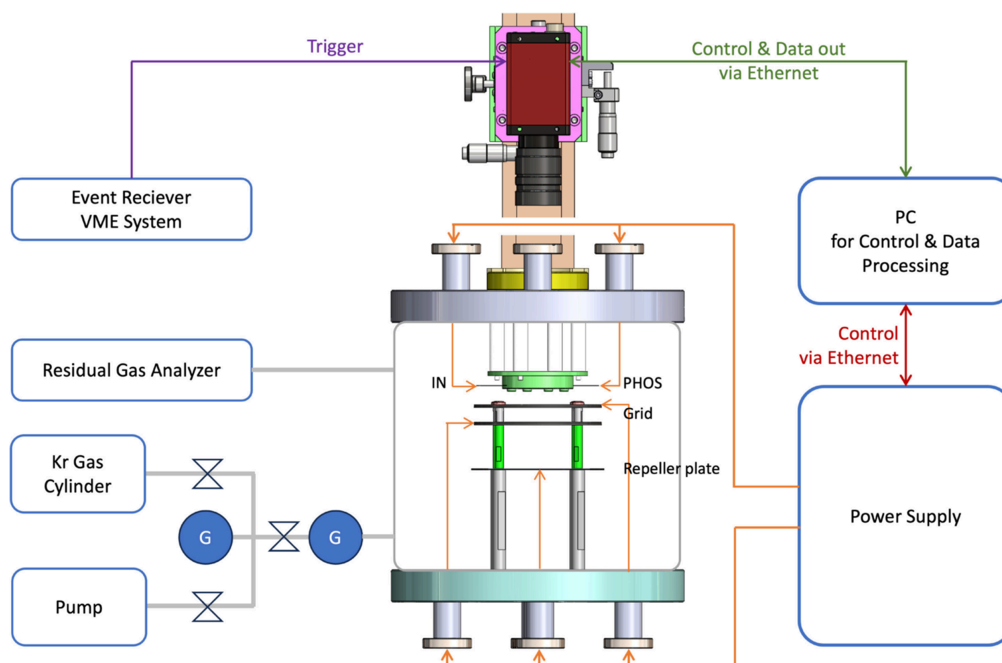 Trigger
Control & Data out
via Ethernet
Event Reciever
VME System
PC
for Control & Data
Processing
Control
via Ethernet
Residual Gas Analyzer
IN
PHOS
Grid
Kr Gas
Cylinder
Repeller plate
G
G
Power Supply
Pump